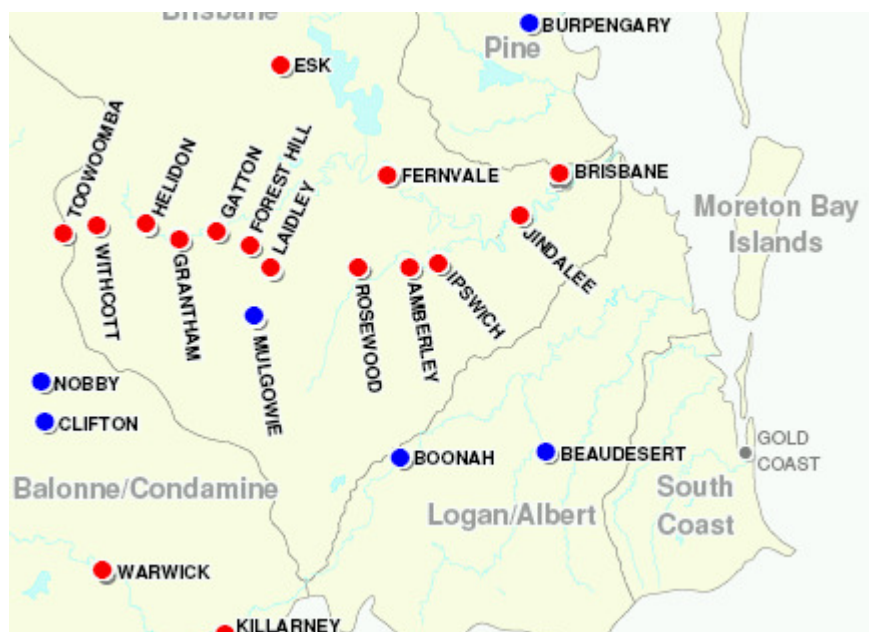 Brisbane
BURPENGARY
Pine
ESK
TOOWOOMBA
HELIDON
GATTON
FOREST HILL
LAIDLEY
FERNVALE
BRISBANE
Moreton Bay
Islands
WITHCOTT
GRANTHAM
JINDALEE
ROSEWOOD
AMBERLEY
IPSWICH
MULGOWIE
NOBBY
CLIFTON
BOONAH
BEAUDESERT
GOLD
COAST
Balonne/Condamine
Logan/Albert
South
Coast
WARWICK
KILLARNEY